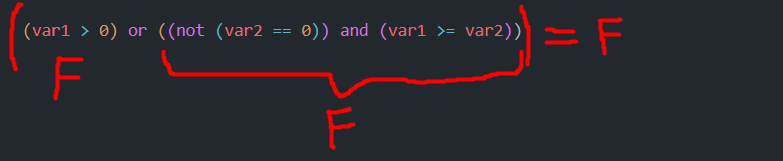 (var1 > 0) or ((not (var2 == 0)) and (var1 >= var2)) = F
F
F